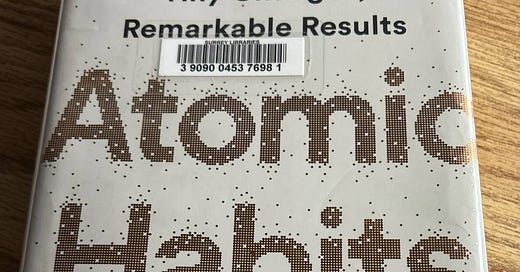 Remarkable Results
SURREY LIBRARIES
3 9090 0453 7698 1
Atomic
Habits